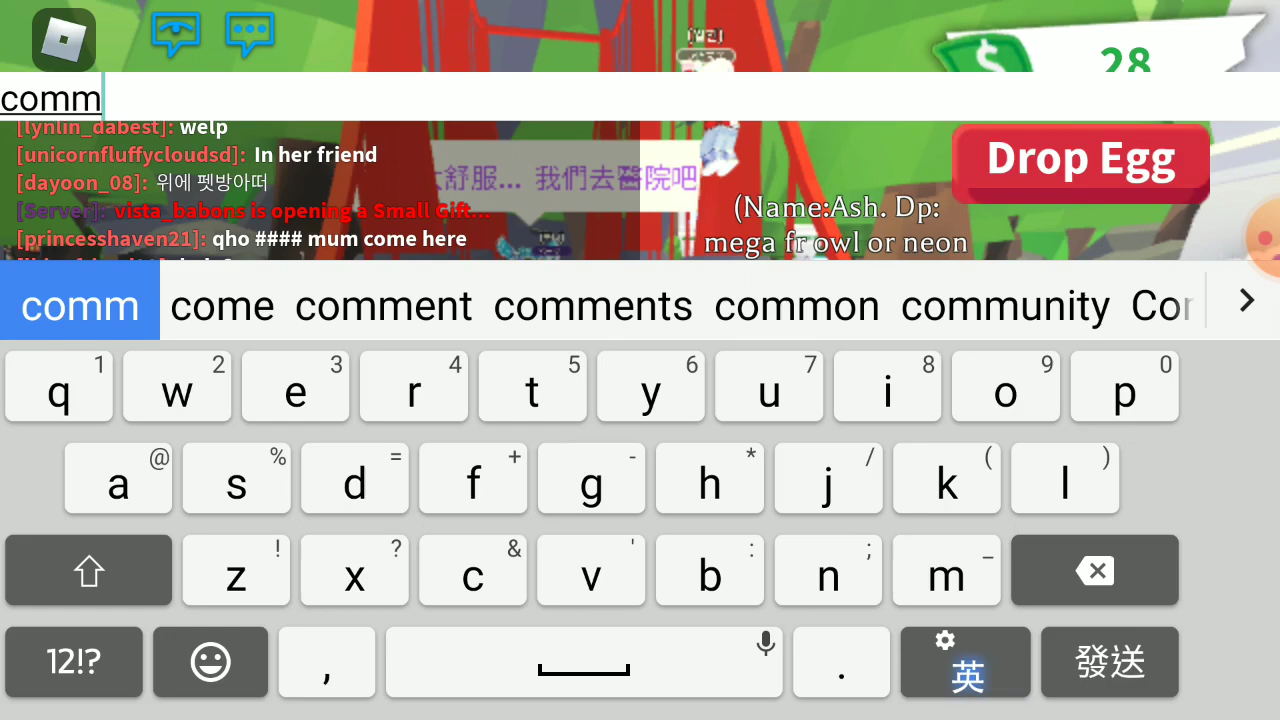 28
comm
[lynlin_dabest]: welp
[unicornfluffycloudsd]: In her friend
[dayoon_08]: 위에 펫방아떠
[Server]: vista_babons is opening a Small Gift...
[princesshaven21]: qho #### mum come here
舒服... 我們去醫院吧
Drop Egg
(Name:Ash. Dp:
mega fr owl or neon
comm come comment comments common community
q 1 w 2 e 3 r 4 t 5 y 6 u 7 i 8 o 9 p 0
a @ s % d = f + g - h * j / k ( l )
z ! x ? c & v ' b : n ; m _
12!? , . 英 發送